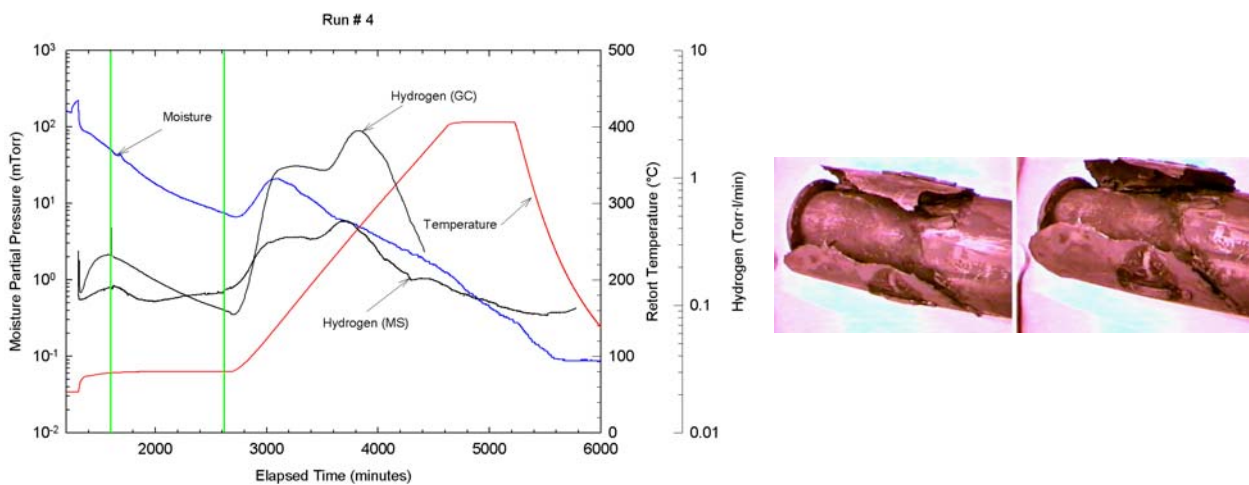 Run # 4
10³
10²
10¹
10⁰
10⁻¹
10⁻²
Moisture Partial Pressure (mTorr)
2000
3000
4000
5000
6000
Elapsed Time (minutes)
500
400
300
200
100
0
Retort Temperature (°C)
10
1
0.1
0.01
Hydrogen (Torr·l/min)
Moisture
Hydrogen (GC)
Temperature
Hydrogen (MS)